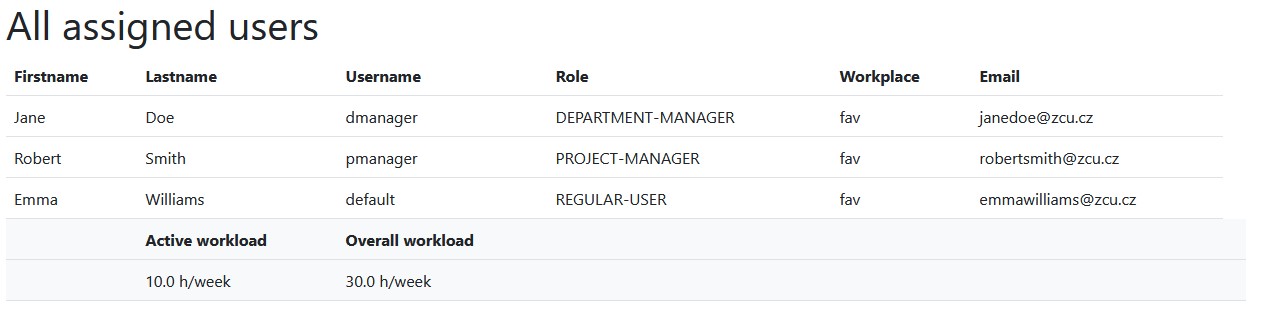 All assigned users
Firstname Lastname Username Role Workplace Email
Jane Doe dmanager DEPARTMENT-MANAGER fav janedoe@zcu.cz
Robert Smith pmanager PROJECT-MANAGER fav robertsmith@zcu.cz
Emma Williams default REGULAR-USER fav emmawilliams@zcu.cz
Active workload Overall workload
10.0 h/week 30.0 h/week